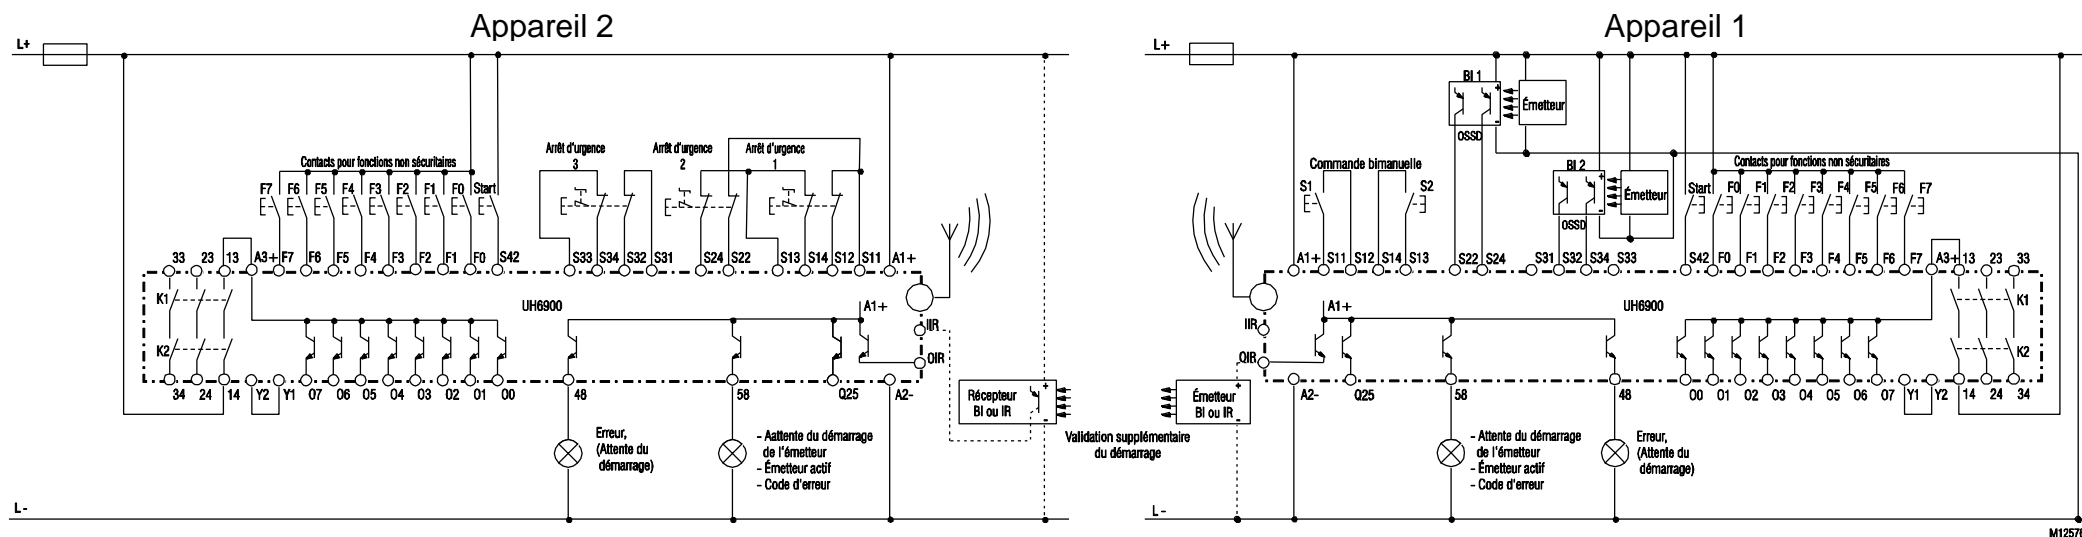 Appareil 2
Appareil 1
L+
L+
BI 1
Émetteur
OSSD
BI 2
Émetteur
OSSD
Arrêt d'urgence
3
Arrêt d'urgence
2
Arrêt d'urgence
1
Contacts pour fonctions non sécuritaires
Commande bimanuelle
Contacts pour fonctions non sécuritaires
F7 F6 F5 F4 F3 F2 F1 F0 Start
S1 S2
Start F0 F1 F2 F3 F4 F5 F6 F7
33 23 13 A3+ F7 F6 F5 F4 F3 F2 F1 F0 S42 S33 S34 S32 S31 S24 S22 S13 S14 S12 S11 A1+
A1+ S11 S12 S14 S13 S22 S24 S31 S32 S34 S33 S42 F0 F1 F2 F3 F4 F5 F6 F7 A3+ 13 23 33
K1
UH6900
A1+
IIR
A1+
IIR
UH6900
K1
K2
QIR
QIR
K2
34 24 14 Y2 Y1 07 06 05 04 03 02 01 00 48 58 Q25 A2-
A2- Q25 58 48 00 01 02 03 04 05 06 07 Y1 Y2 14 24 34
Récepteur
BI ou IR
+
-
Émetteur
BI ou IR
+
-
Validation supplémentaire
du démarrage
Erreur,
(Attente du
démarrage)
- Aattente du démarrage
de l'émetteur
- Émetteur actif
- Code d'erreur
- Attente du démarrage
de l'émetteur
- Émetteur actif
- Code d'erreur
Erreur,
(Attente du
démarrage)
L-
L-
M12576